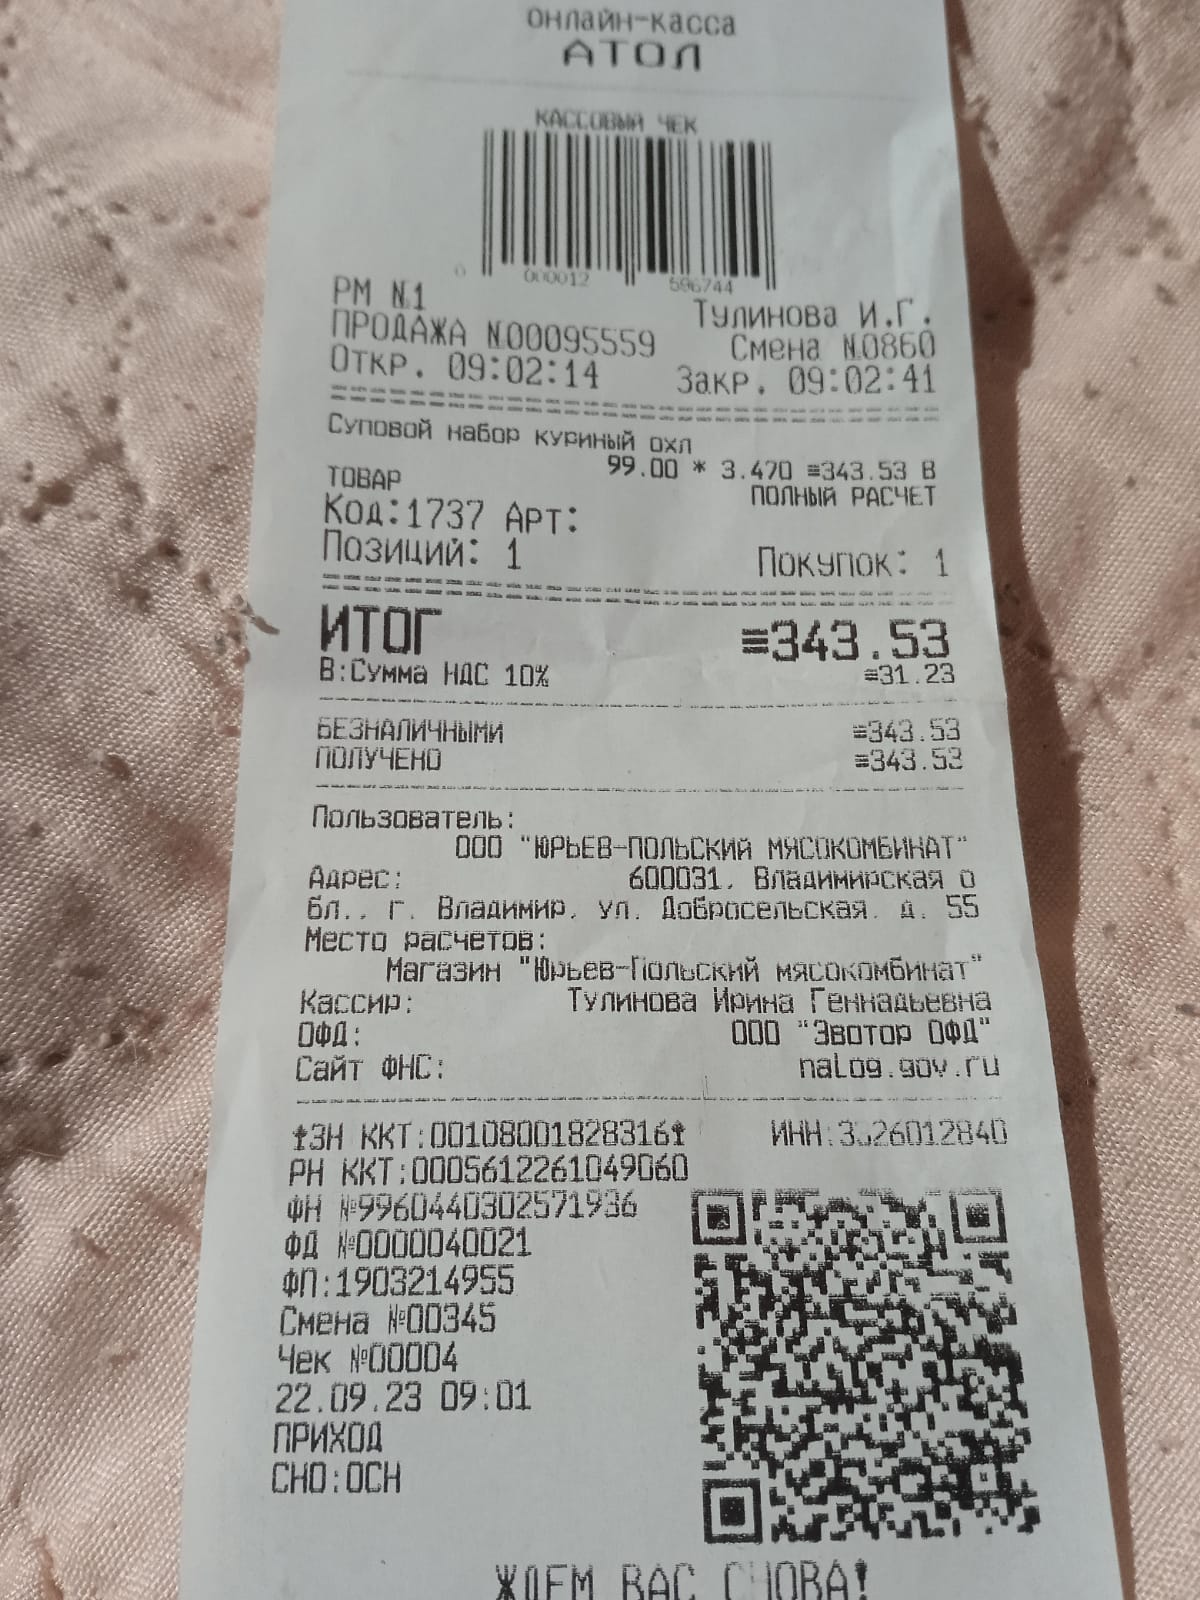 онлайн-касса
АТОЛ
КАССОВЫЙ ЧЕК
0 000012 596744
РМ №1 Тулинова И.Г.
ПРОДАЖА №00095559 Смена №0860
Откр. 09:02:14 Закр. 09:02:41
Суповой набор куриный охл
99.00 * 3.470 ≡343.53 В
ТОВАР ПОЛНЫЙ РАСЧЕТ
Код:1737 Арт:
Позиций: 1 Покупок: 1
ИТОГ ≡343.53
В:Сумма НДС 10% ≡31.23
БЕЗНАЛИЧНЫМИ ≡343.53
ПОЛУЧЕНО ≡343.53
Пользователь:
ООО "ЮРЬЕВ-ПОЛЬСКИЙ МЯСОКОМБИНАТ"
Адрес: 600031, Владимирская о
бл., г. Владимир, ул. Добросельская, д. 55
Место расчетов:
Магазин "Юрьев-Польский мясокомбинат"
Кассир: Тулинова Ирина Геннадьевна
ОФД: ООО "Эвотор ОФД"
Сайт ФНС: nalog.gov.ru
ЗН ККТ:00108001828316 ИНН:
РН ККТ:0005612261049060
ФН №9960440302571936
ФД №0000040021
ФП:1903214955
Смена №00345
Чек №00004
22.09.23 09:01
ПРИХОД
СНО:ОСН
ЖДЕМ ВАС СНОВА!